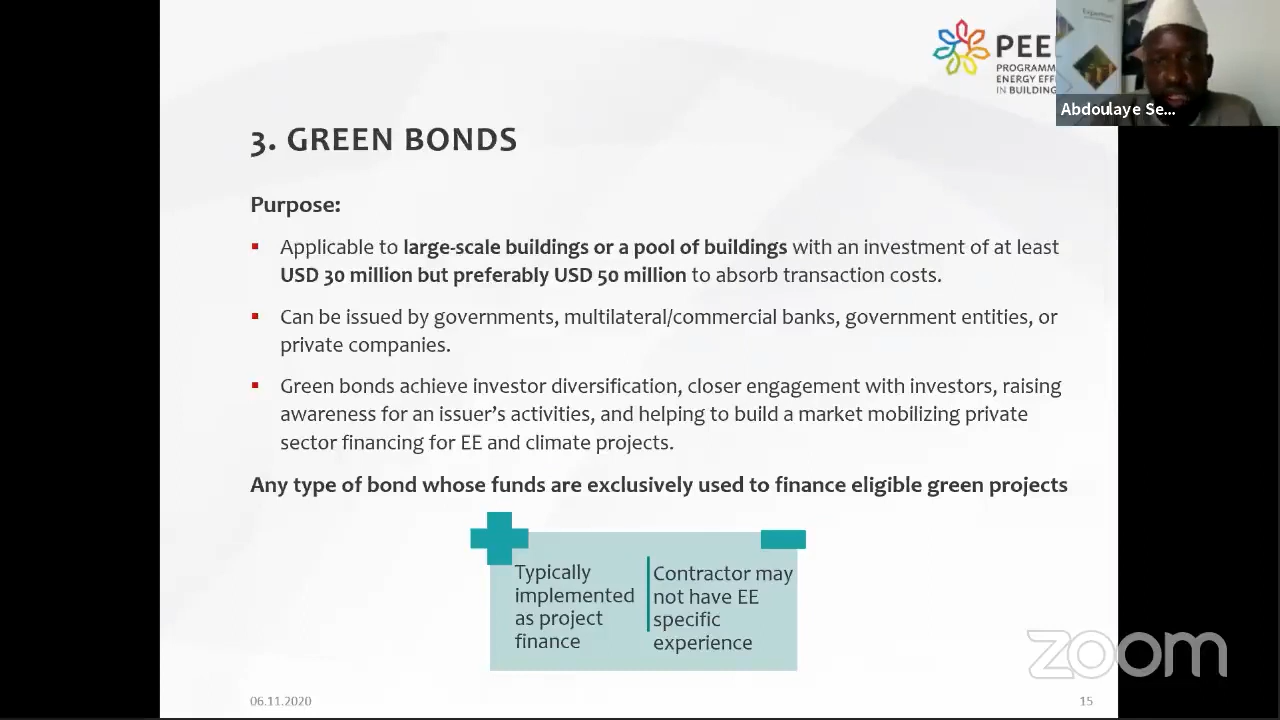 PEE
PROGRAMM
ENERGY EFF
IN BUILDING
Abdoulaye Se...
3. GREEN BONDS
Purpose:
Applicable to large-scale buildings or a pool of buildings with an investment of at least
USD 30 million but preferably USD 50 million to absorb transaction costs.
Can be issued by governments, multilateral/commercial banks, government entities, or
private companies.
Green bonds achieve investor diversification, closer engagement with investors, raising
awareness for an issuer's activities, and helping to build a market mobilizing private
sector financing for EE and climate projects.
Any type of bond whose funds are exclusively used to finance eligible green projects
Typically
implemented
as project
finance
Contractor may
not have EE
specific
experience
zoom
06.11.2020
15